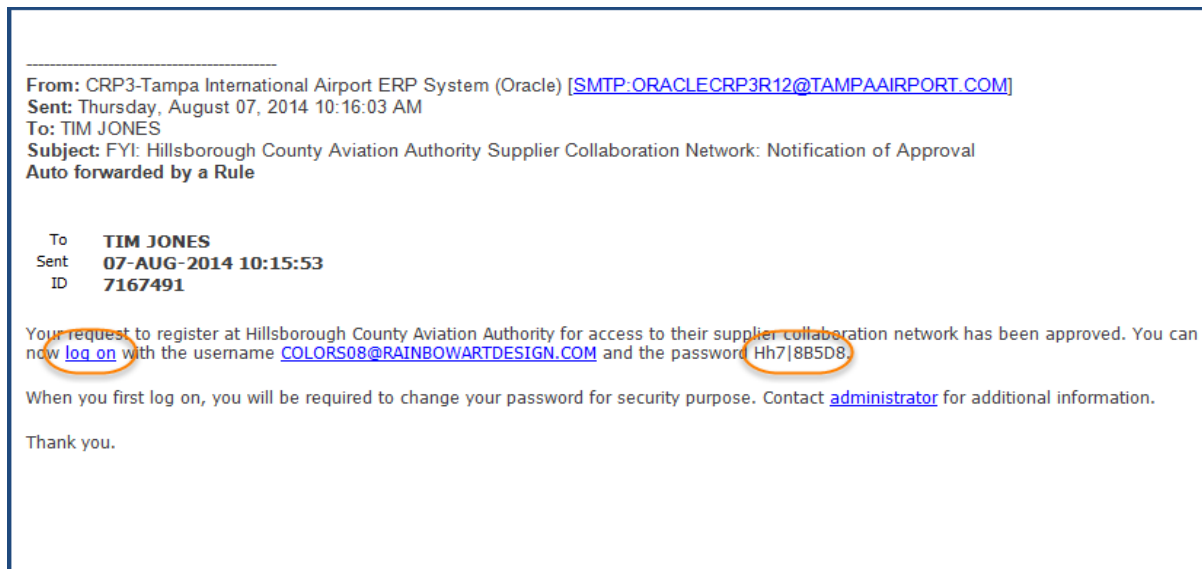 ----------------------------------------
From: CRP3-Tampa International Airport ERP System (Oracle) [SMTP:ORACLECRP3R12@TAMPAAIRPORT.COM]
Sent: Thursday, August 07, 2014 10:16:03 AM
To: TIM JONES
Subject: FYI: Hillsborough County Aviation Authority Supplier Collaboration Network: Notification of Approval
Auto forwarded by a Rule
To TIM JONES
Sent 07-AUG-2014 10:15:53
ID 7167491
Your request to register at Hillsborough County Aviation Authority for access to their supplier collaboration network has been approved. You can
now log on with the username COLORS08@RAINBOWARTDESIGN.COM and the password Hh7|8B5D8.
When you first log on, you will be required to change your password for security purpose. Contact administrator for additional information.
Thank you.